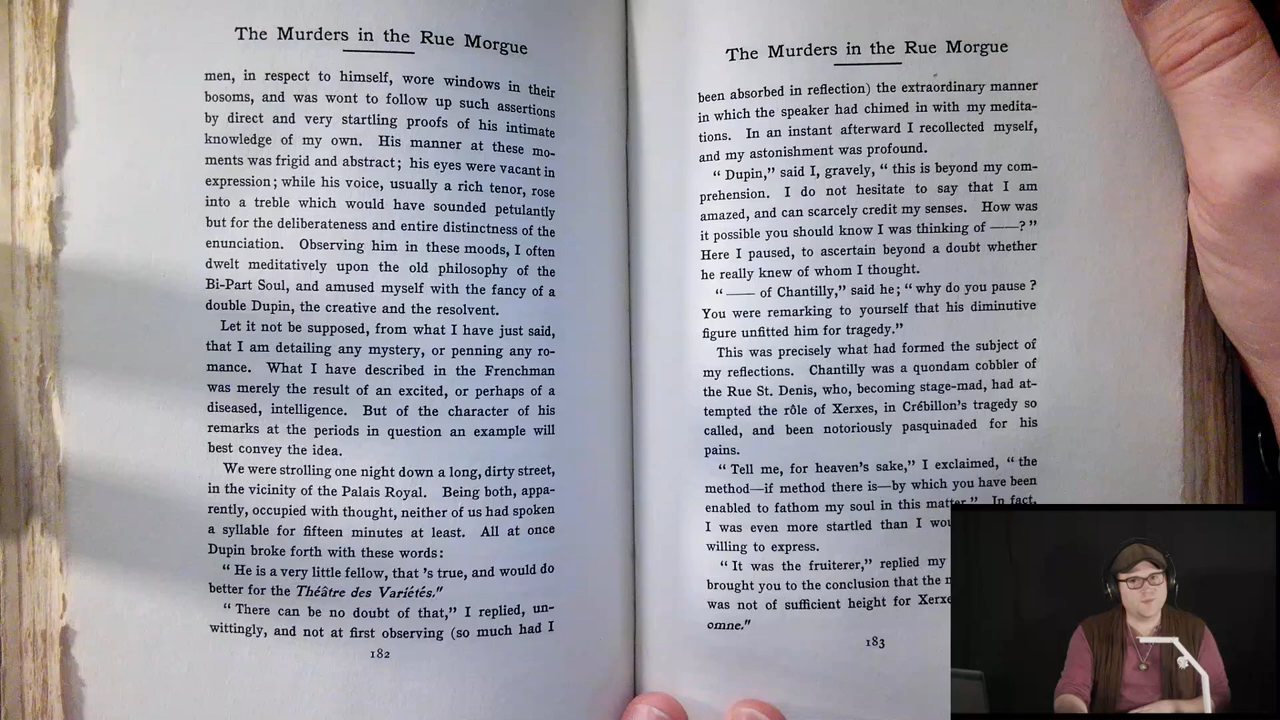 The Murders in the Rue Morgue
men, in respect to himself, wore windows in their
bosoms, and was wont to follow up such assertions
by direct and very startling proofs of his intimate
knowledge of my own. His manner at these mo-
ments was frigid and abstract; his eyes were vacant in
expression; while his voice, usually a rich tenor, rose
into a treble which would have sounded petulantly
but for the deliberateness and entire distinctness of the
enunciation. Observing him in these moods, I often
dwelt meditatively upon the old philosophy of the
Bi-Part Soul, and amused myself with the fancy of a
double Dupin, the creative and the resolvent.
Let it not be supposed, from what I have just said,
that I am detailing any mystery, or penning any ro-
mance. What I have described in the Frenchman
was merely the result of an excited, or perhaps of a
diseased, intelligence. But of the character of his
remarks at the periods in question an example will
best convey the idea.
We were strolling one night down a long, dirty street,
in the vicinity of the Palais Royal. Being both, appa-
rently, occupied with thought, neither of us had spoken
a syllable for fifteen minutes at least. All at once
Dupin broke forth with these words:
“ He is a very little fellow, that ’s true, and would do
better for the Théâtre des Variétés.”
“ There can be no doubt of that,” I replied, un-
wittingly, and not at first observing (so much had I
182
The Murders in the Rue Morgue
been absorbed in reflection) the extraordinary manner
in which the speaker had chimed in with my medita-
tions. In an instant afterward I recollected myself,
and my astonishment was profound.
“ Dupin,” said I, gravely, “ this is beyond my com-
prehension. I do not hesitate to say that I am
amazed, and can scarcely credit my senses. How was
it possible you should know I was thinking of ——? ”
Here I paused, to ascertain beyond a doubt whether
he really knew of whom I thought.
“ —— of Chantilly,” said he; “ why do you pause ?
You were remarking to yourself that his diminutive
figure unfitted him for tragedy.”
This was precisely what had formed the subject of
my reflections. Chantilly was a quondam cobbler of
the Rue St. Denis, who, becoming stage-mad, had at-
tempted the rôle of Xerxes, in Crébillon’s tragedy so
called, and been notoriously pasquinaded for his
pains.
“ Tell me, for heaven’s sake,” I exclaimed, “ the
method—if method there is—by which you have been
enabled to fathom my soul in this matter.” In fact,
I was even more startled than I
willing to express.
“ It was the fruiterer,” replied my
brought you to the conclusion that the
was not of sufficient height for
omne.”
183